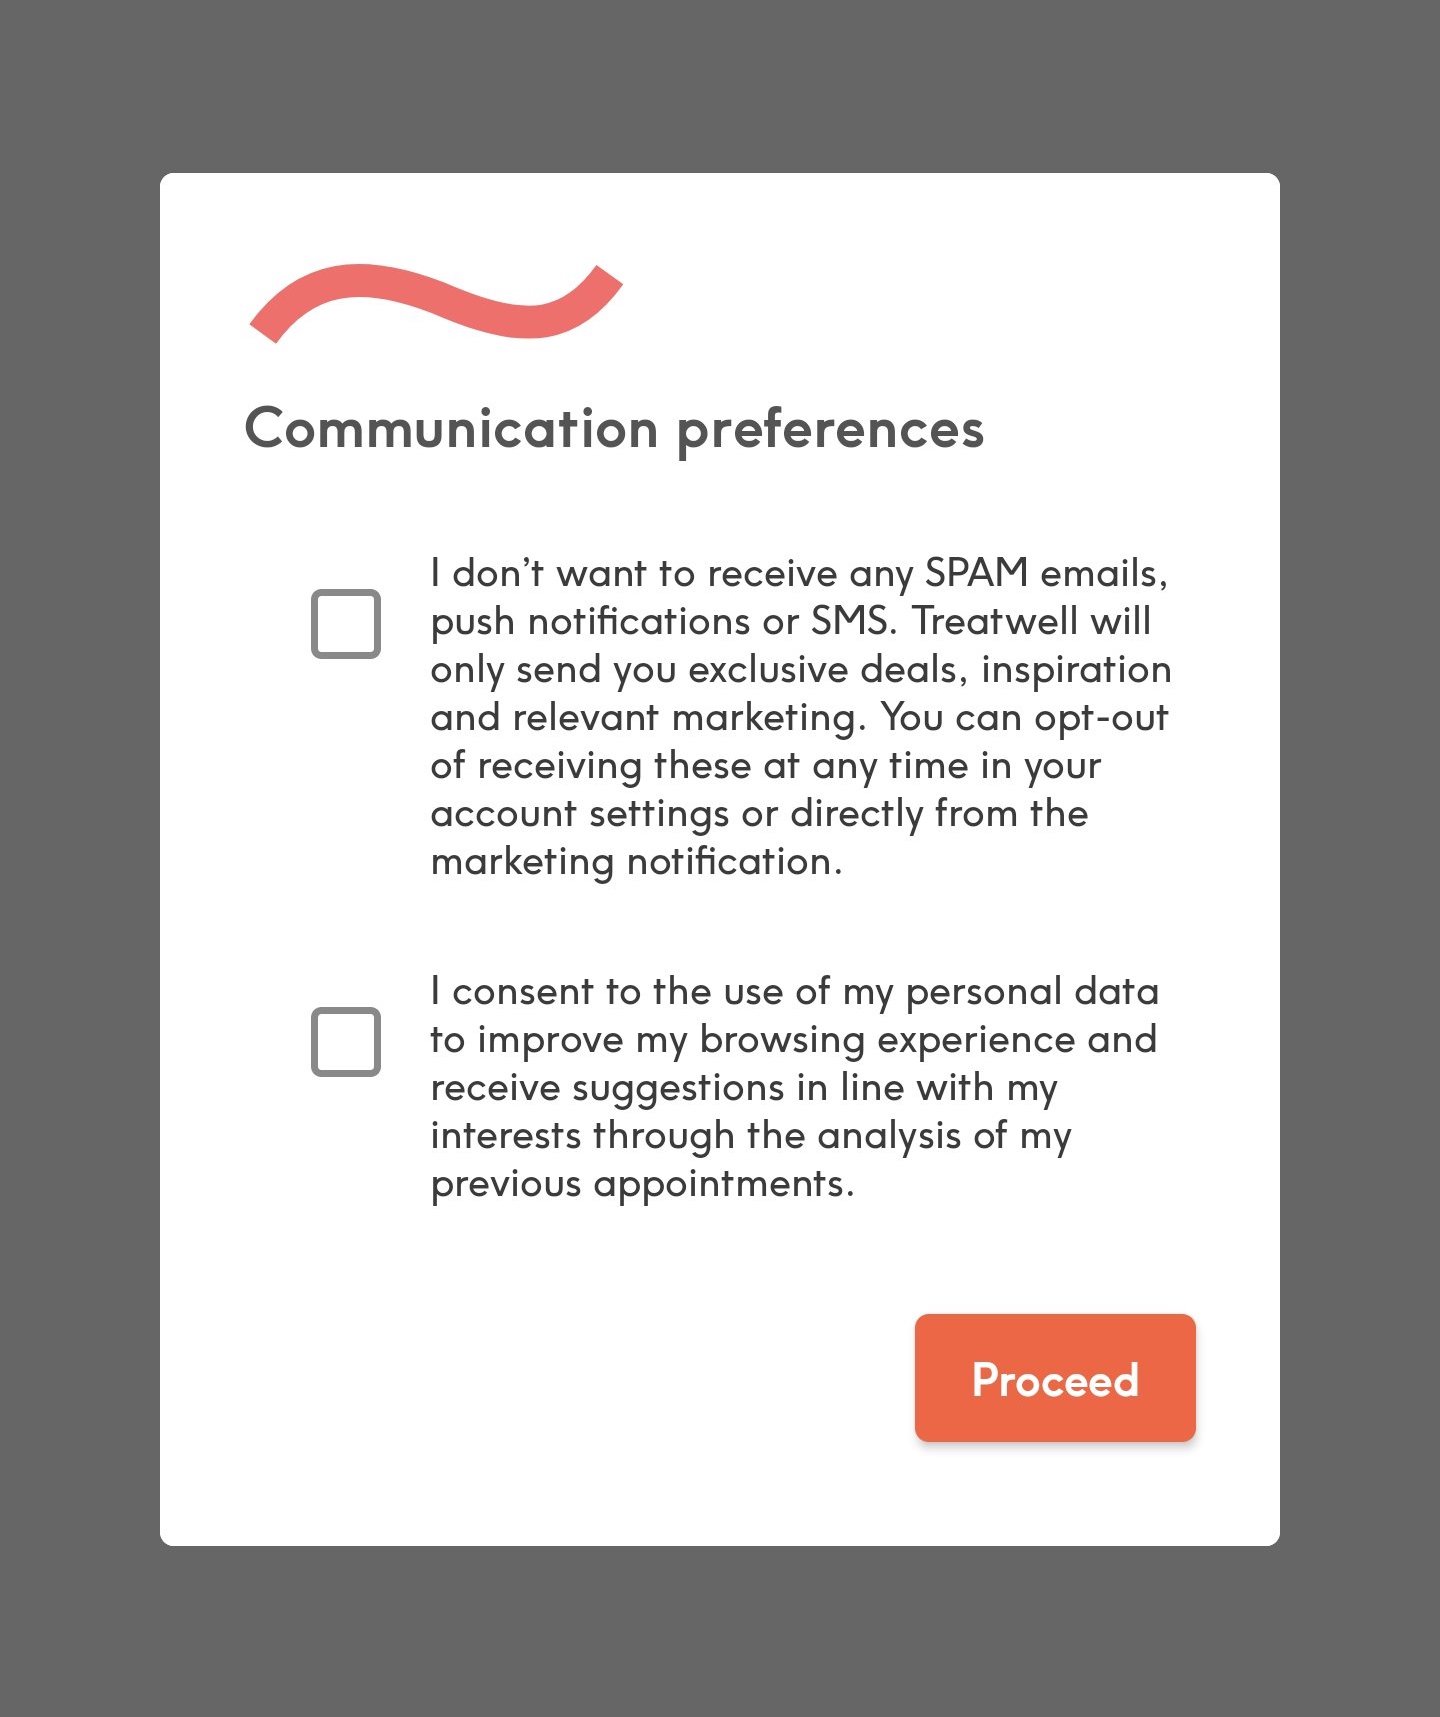 Communication preferences
I don’t want to receive any SPAM emails,
push notifications or SMS. Treatwell will
only send you exclusive deals, inspiration
and relevant marketing. You can opt-out
of receiving these at any time in your
account settings or directly from the
marketing notification.
I consent to the use of my personal data
to improve my browsing experience and
receive suggestions in line with my
interests through the analysis of my
previous appointments.
Proceed